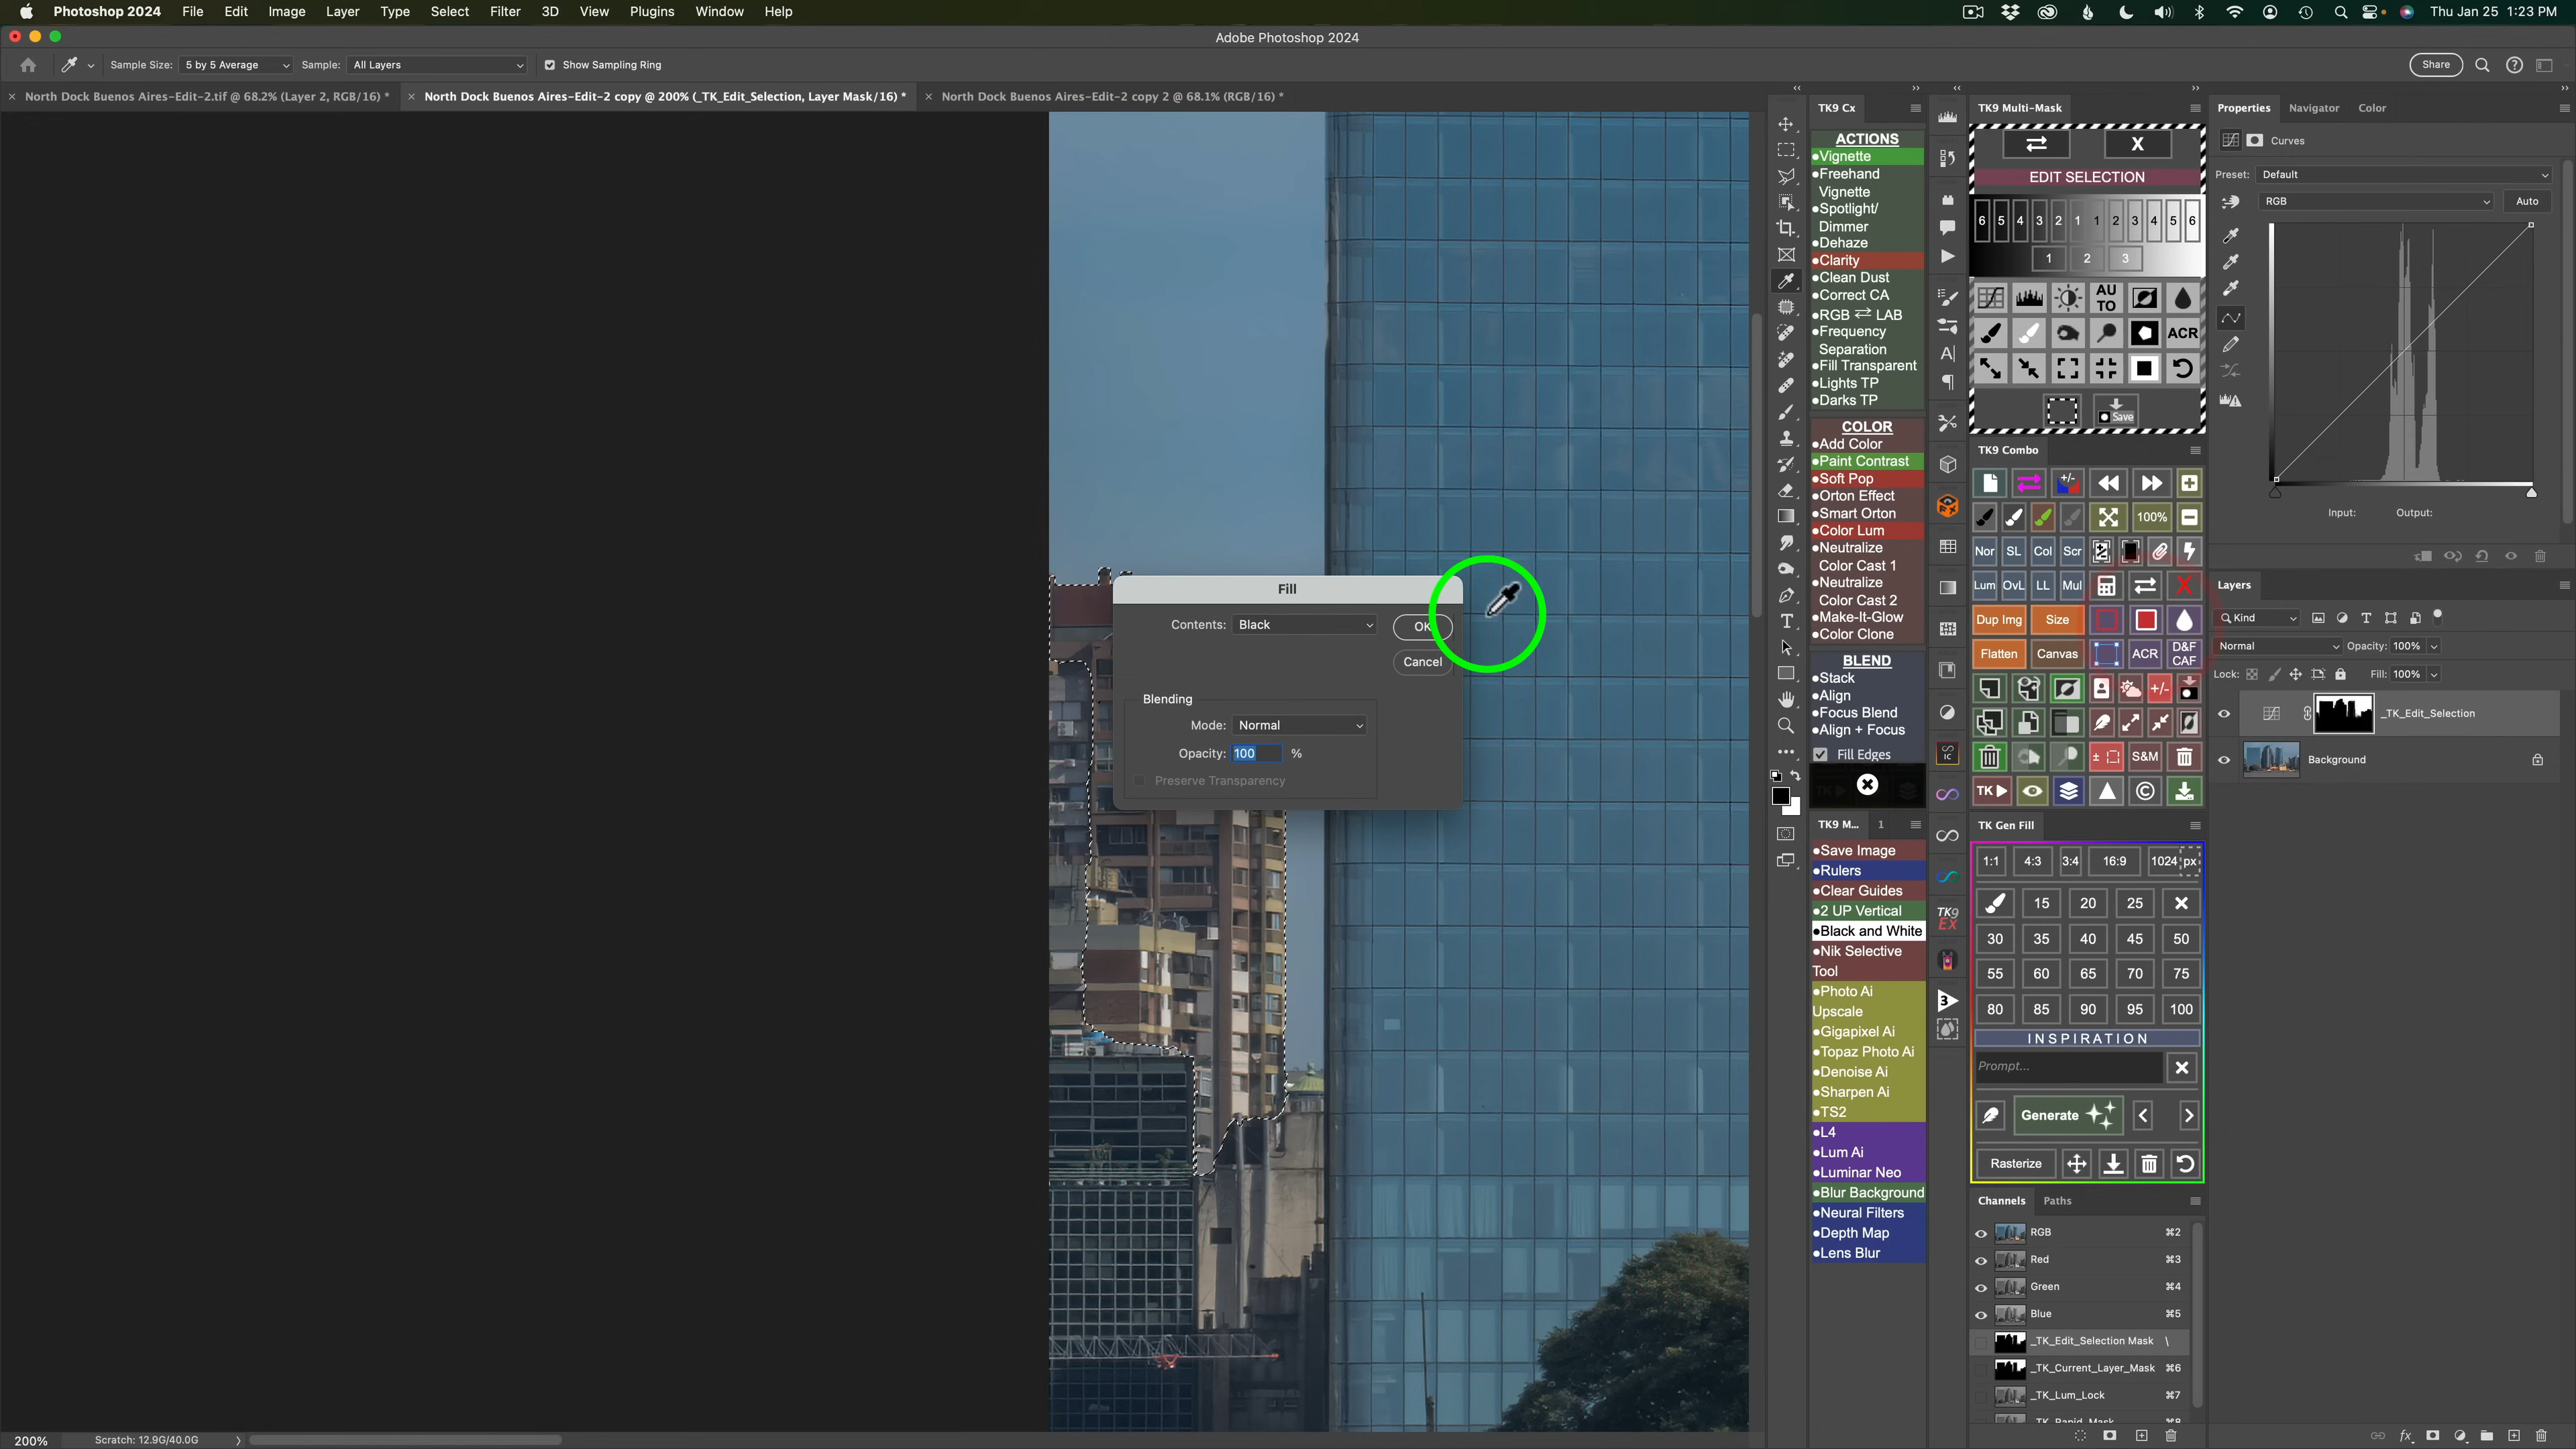 Photoshop 2024 File Edit Image Layer Type Select Filter 3D View Plugins Window Help Thu Jan 25 1:23 PM
Adobe Photoshop 2024
Sample Size: 5 by 5 Average Sample: All Layers Show Sampling Ring Share
North Dock Buenos Aires-Edit-2.tif @ 68.2% (Layer 2, RGB/16) * North Dock Buenos Aires-Edit-2 copy @ 200% (_TK_Edit_Selection, Layer Mask/16) * North Dock Buenos Aires-Edit-2 copy 2 @ 68.1% (RGB/16) *
Fill
Contents: Black
OK
Cancel
Blending
Mode: Normal
Opacity: 100 %
Preserve Transparency
TK9 Cx
ACTIONS
Vignette
Freehand
Vignette
Spotlight/
Dimmer
Dehaze
Clarity
Clean Dust
Correct CA
RGB ⇄ LAB
Frequency
Separation
Fill Transparent
Lights TP
Darks TP
COLOR
Add Color
Paint Contrast
Soft Pop
Orton Effect
Smart Orton
Color Lum
Neutralize
Color Cast 1
Neutralize
Color Cast 2
Make-It-Glow
Color Clone
BLEND
Stack
Align
Focus Blend
Align + Focus
Fill Edges
TK9 M... 1
Save Image
Rulers
Clear Guides
2 UP Vertical
Black and White
Nik Selective
Tool
Photo Ai
Upscale
Gigapixel Ai
Topaz Photo Ai
Denoise Ai
Sharpen Ai
TS2
L4
Lum Ai
Luminar Neo
Blur Background
Neural Filters
Depth Map
Lens Blur
IC
TK9
Ex
3
TK9 Multi-Mask
X
EDIT SELECTION
6 5 4 3 2 1 1 2 3 4 5 6
1 2 3
AU
TO
ACR
Save
TK9 Combo
+/-
100%
Nor SL Col Scr
Lum OvL LL Mul X
Dup Img Size
Flatten Canvas ACR D&F
CAF
+/-
S&M
TK
TK Gen Fill
1:1 4:3 3:4 16:9 1024 px
15 20 25
30 35 40 45 50
55 60 65 70 75
80 85 90 95 100
INSPIRATION
Prompt...
Generate
Rasterize
Channels Paths
RGB ⌘2
Red ⌘3
Green ⌘4
Blue ⌘5
_TK_Edit_Selection Mask \
_TK_Current_Layer_Mask ⌘6
_TK_Lum_Lock ⌘7
_TK_Rapid_Mask ⌘8
Properties Navigator Color
Curves
Preset: Default
RGB Auto
Input: Output:
Layers
Kind
Normal Opacity: 100%
Lock: Fill: 100%
_TK_Edit_Selection
Background
200% Scratch: 12.9G/40.0G